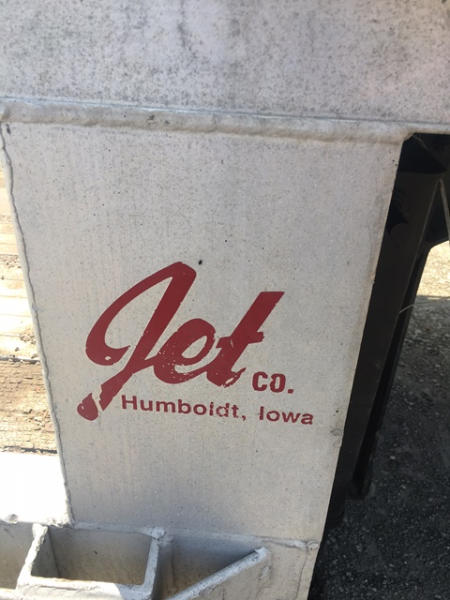 Jet co.
Humboldt, Iowa